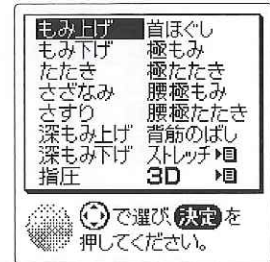 もみ上げ 首ほぐし
もみ下げ 極もみ
たたき 極たたき
さざなみ 腰極もみ
さすり 腰極たたき
深もみ上げ 背筋のばし
深もみ下げ ストレッチ
指圧 3D
で選び、決定を
押してください。